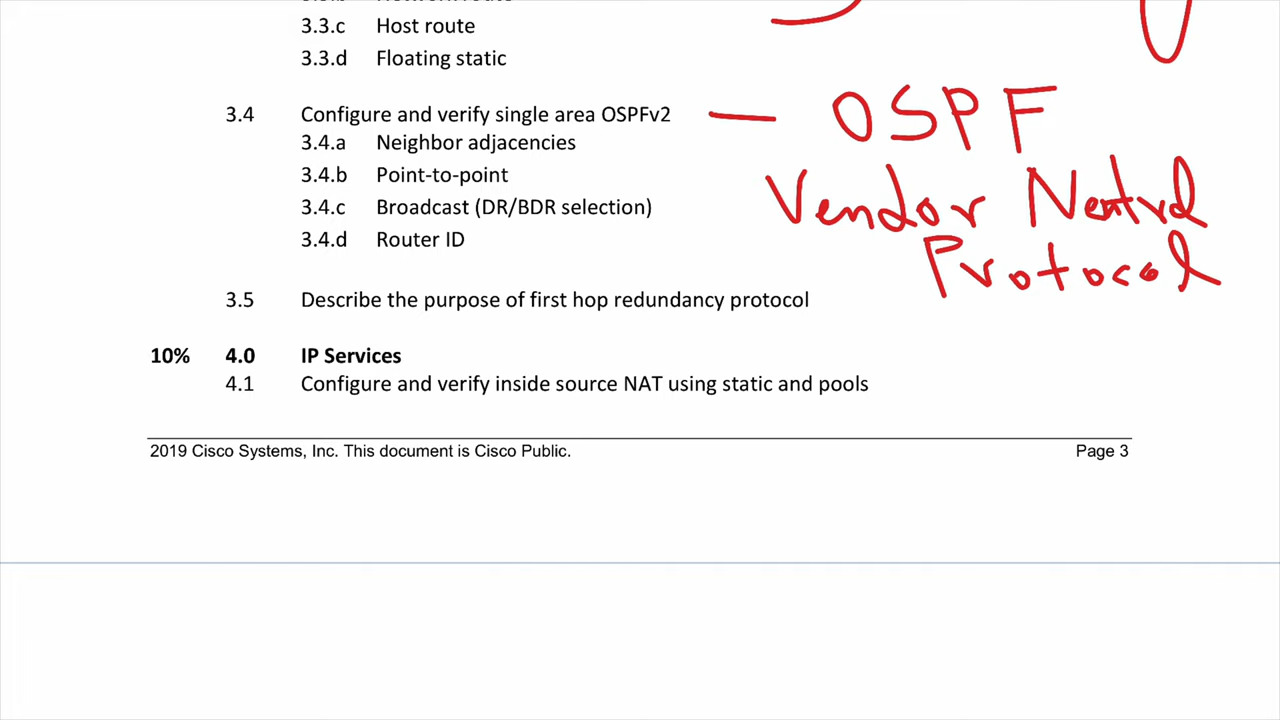 3.3.c Host route
3.3.d Floating static
3.4 Configure and verify single area OSPFv2 — OSPF
3.4.a Neighbor adjacencies
3.4.b Point-to-point
Vendor Neutral
3.4.c Broadcast (DR/BDR selection)
3.4.d Router ID
Protocol
3.5 Describe the purpose of first hop redundancy protocol
10% 4.0 IP Services
4.1 Configure and verify inside source NAT using static and pools
2019 Cisco Systems, Inc. This document is Cisco Public. Page 3